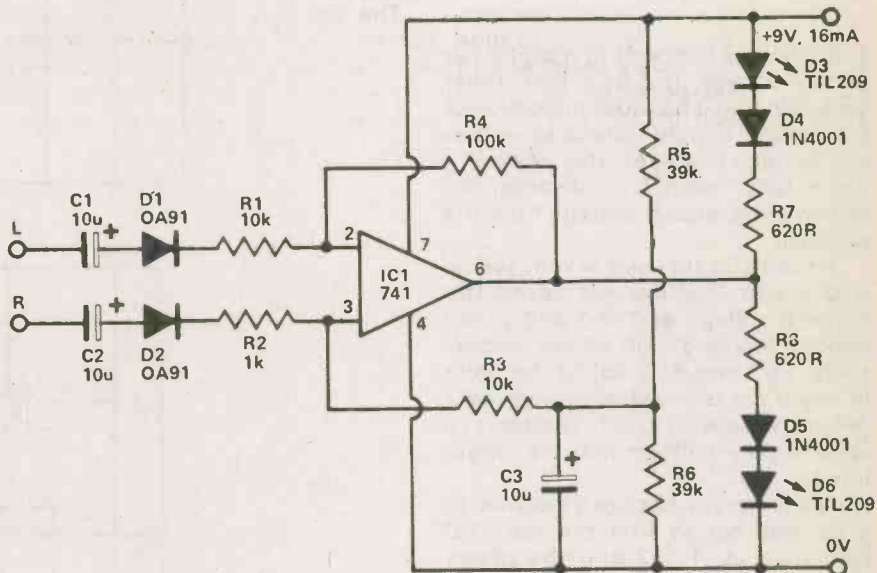 +9V, 16mA
D3
TIL209
D4
1N4001
R4
100k
R5
39k
C1
10u
+
D1
OA91
R1
10k
L
R7
620R
2
7
IC1
741
6
3
4
R
+
C2
10u
D2
OA91
R2
1k
R3
10k
R8
620R
C3
10u
+
R6
39k
D5
1N4001
D6
TIL209
0V